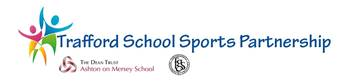 Trafford School Sports Partnership
THE DEAN TRUST
Ashton on Mersey School